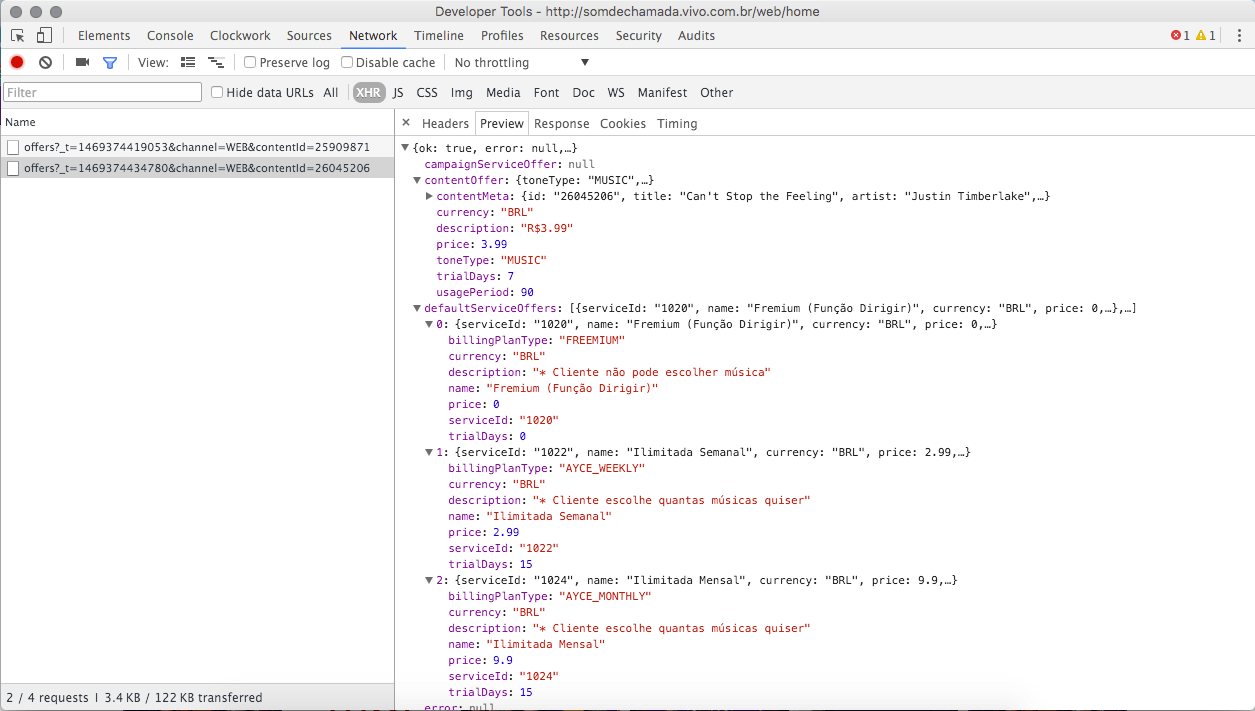 Developer Tools - http://somdechamada.vivo.com.br/web/home
Elements Console Clockwork Sources Network Timeline Profiles Resources Security Audits 1 1
View: Preserve log Disable cache No throttling
Filter Hide data URLs All XHR JS CSS Img Media Font Doc WS Manifest Other
Name
offers?_t=1469374419053&channel=WEB&contentId=25909871
offers?_t=1469374434780&channel=WEB&contentId=26045206
2 / 4 requests | 3.4 KB / 122 KB transferred
× Headers Preview Response Cookies Timing
{ok: true, error: null,…}
campaignServiceOffer: null
contentOffer: {toneType: "MUSIC",…}
contentMeta: {id: "26045206", title: "Can't Stop the Feeling", artist: "Justin Timberlake",…}
currency: "BRL"
description: "R$3.99"
price: 3.99
toneType: "MUSIC"
trialDays: 7
usagePeriod: 90
defaultServiceOffers: [{serviceId: "1020", name: "Fremium (Função Dirigir)", currency: "BRL", price: 0,…},…]
0: {serviceId: "1020", name: "Fremium (Função Dirigir)", currency: "BRL", price: 0,…}
billingPlanType: "FREEMIUM"
currency: "BRL"
description: "* Cliente não pode escolher música"
name: "Fremium (Função Dirigir)"
price: 0
serviceId: "1020"
trialDays: 0
1: {serviceId: "1022", name: "Ilimitada Semanal", currency: "BRL", price: 2.99,…}
billingPlanType: "AYCE_WEEKLY"
currency: "BRL"
description: "* Cliente escolhe quantas músicas quiser"
name: "Ilimitada Semanal"
price: 2.99
serviceId: "1022"
trialDays: 15
2: {serviceId: "1024", name: "Ilimitada Mensal", currency: "BRL", price: 9.9,…}
billingPlanType: "AYCE_MONTHLY"
currency: "BRL"
description: "* Cliente escolhe quantas músicas quiser"
name: "Ilimitada Mensal"
price: 9.9
serviceId: "1024"
trialDays: 15
error: null